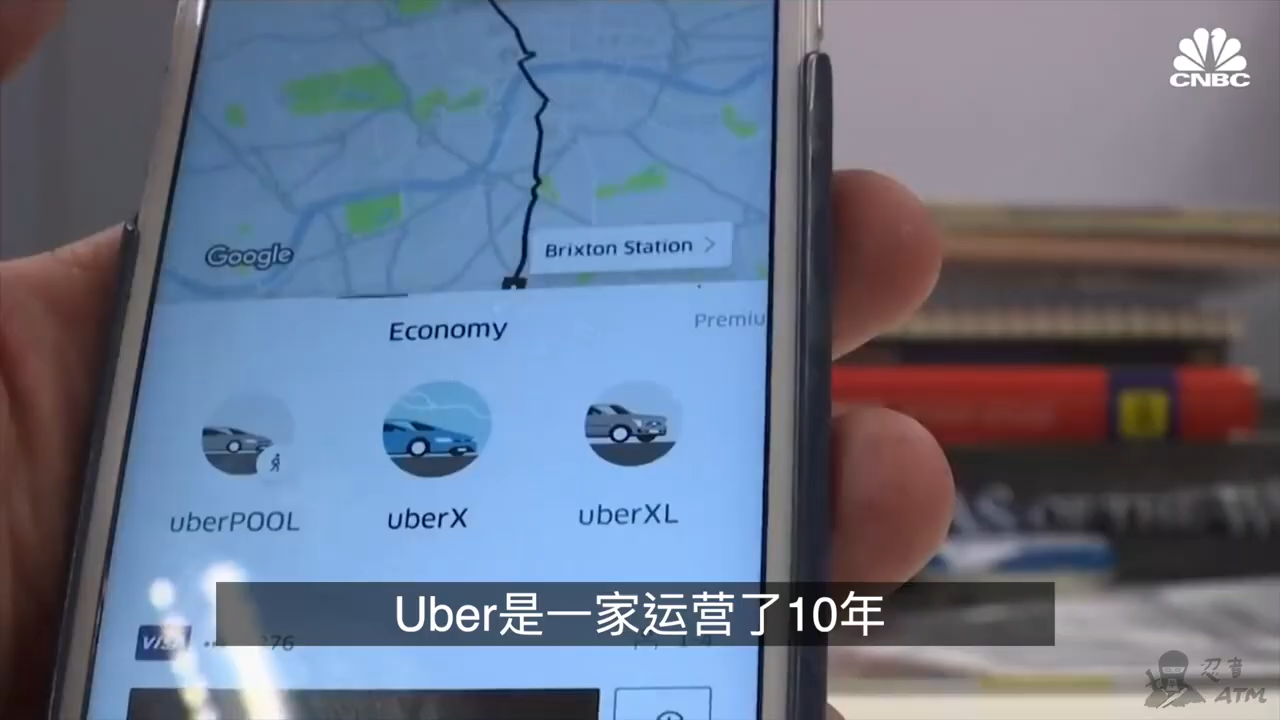 CNBC
Google
Brixton Station >
Economy
Premiu
uberPOOL
uberX
uberXL
Uber是一家运营了10年
VISA
76
忍者
ATM